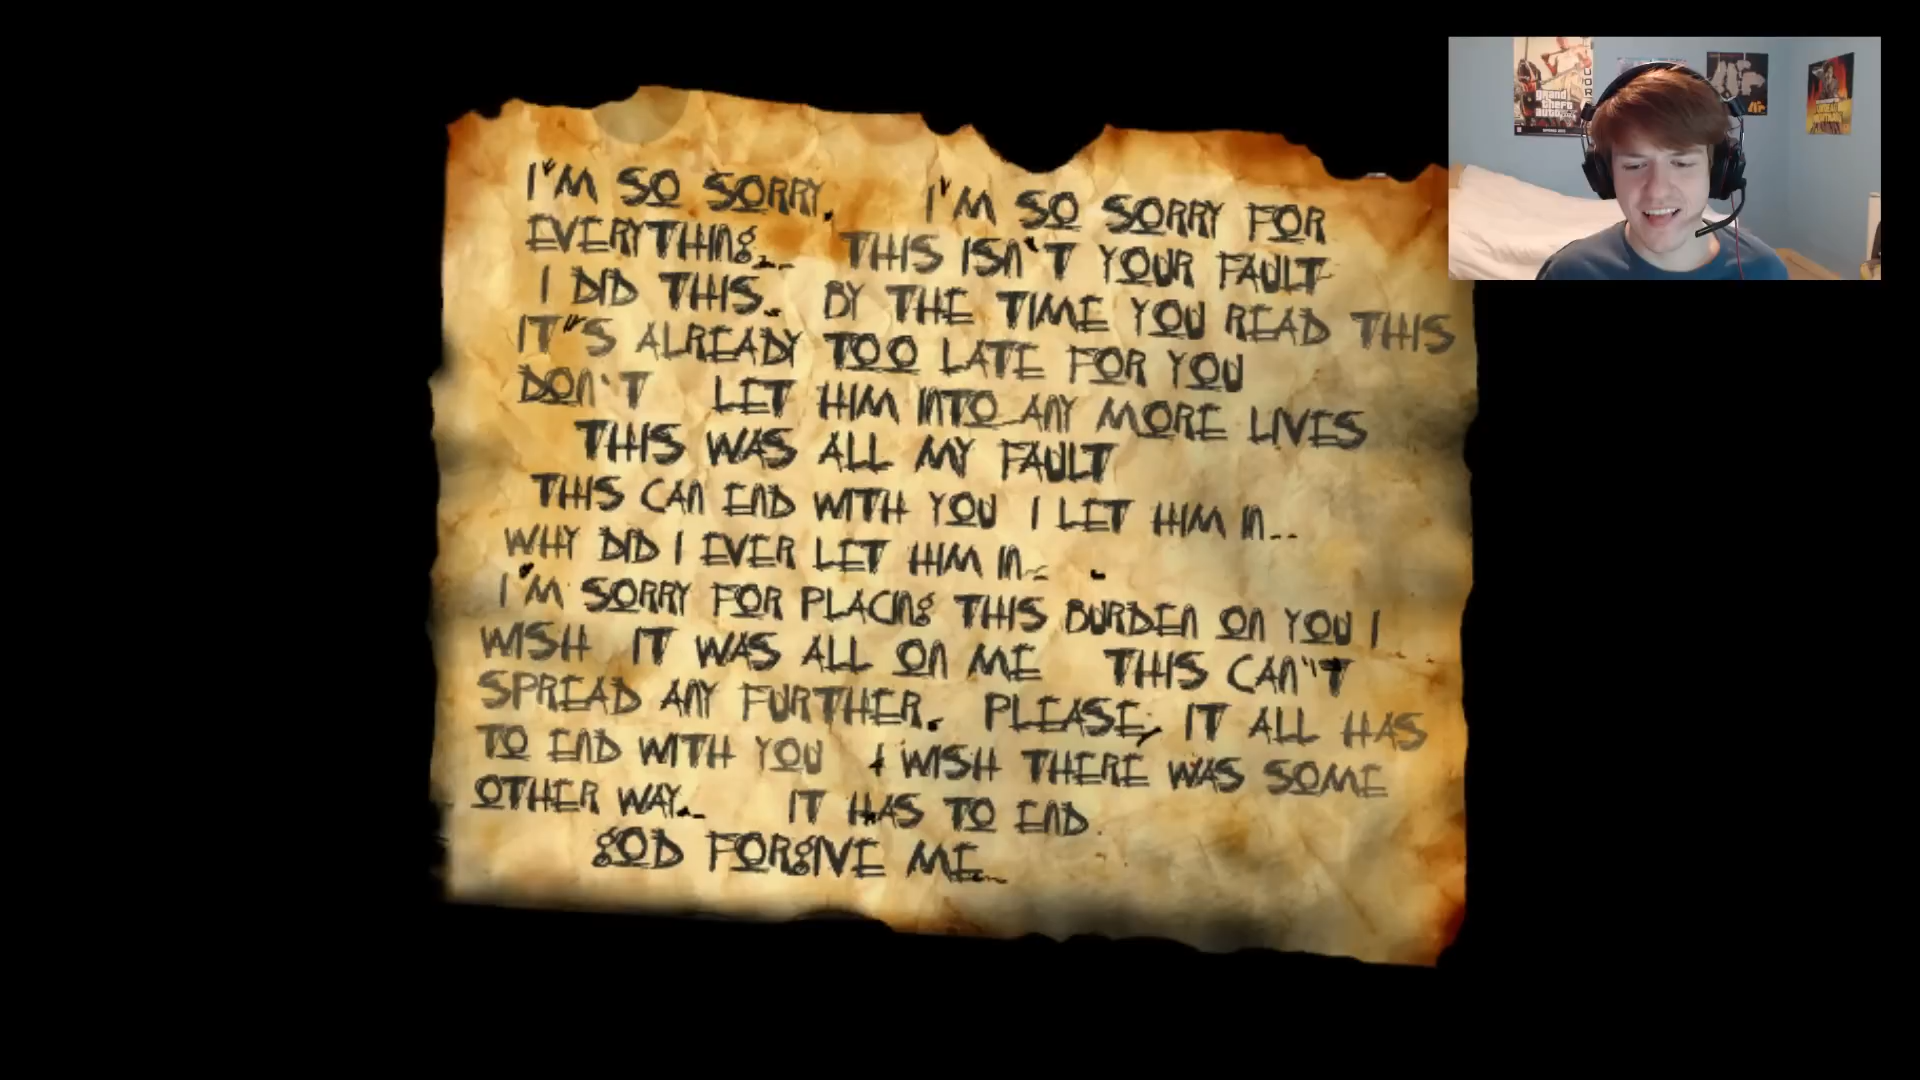 I'M SO SORRY. I'M SO SORRY FOR
EVERYTHING... THIS ISN'T YOUR FAULT
I DID THIS.. BY THE TIME YOU READ THIS
IT"S ALREADY TOO LATE FOR YOU
DON'T LET HIM INTO ANY MORE LIVES
THIS WAS ALL MY FAULT
THIS CAN END WITH YOU I LET HIM IN...
WHY DID I EVER LET HIM IN..
I'M SORRY FOR PLACING THIS BURDEN ON YOU I
WISH IT WAS ALL ON ME THIS CAN'T
SPREAD ANY FURTHER. PLEASE, IT ALL HAS
TO END WITH YOU I WISH THERE WAS SOME
OTHER WAY... IT HAS TO END.
GOD FORGIVE ME...
grand
theft
auto